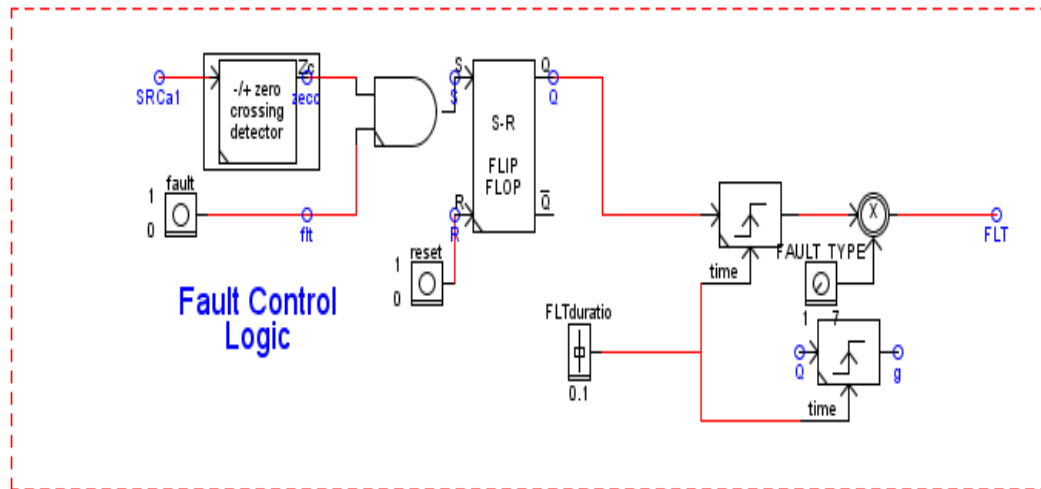 SRCa1
-/+ zero
crossing
detector
Zc
zecc
S
S
S-R
FLIP
FLOP
Q
Q
Q
R
R
fault
1
0
flt
reset
1
0
Fault Control
Logic
FLTduratio
0.1
time
FAULT TYPE
X
FLT
1 7
Q
g
time